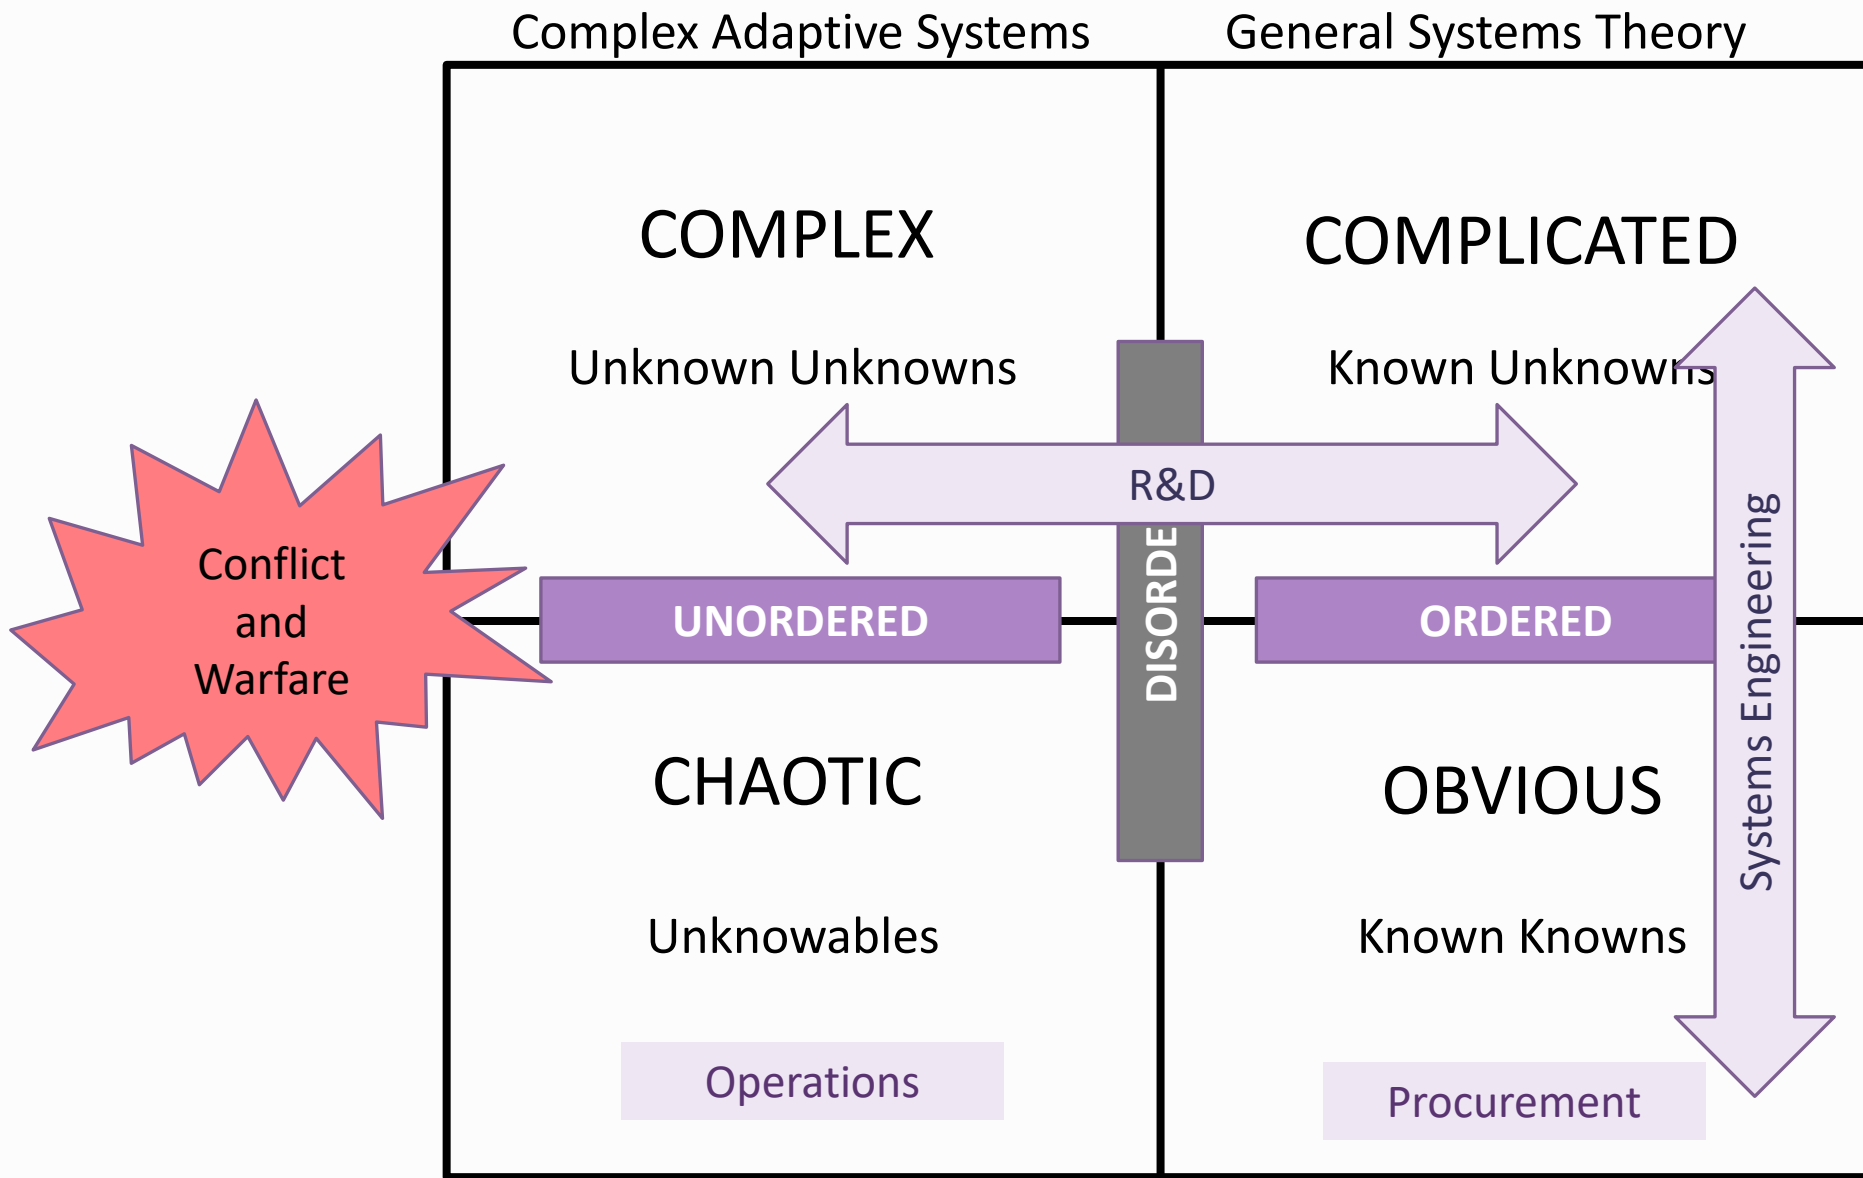 Complex Adaptive Systems
General Systems Theory
COMPLEX
COMPLICATED
Unknown Unknowns
Known Unknowns
R&D
Conflict
and
Warfare
UNORDERED
DISORDE
ORDERED
Systems Engineering
CHAOTIC
OBVIOUS
Unknowables
Known Knowns
Operations
Procurement